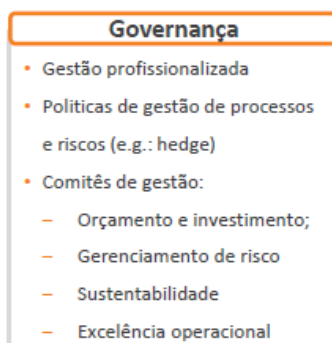 Governança
• Gestão profissionalizada
• Politicas de gestão de processos
e riscos (e.g.: hedge)
• Comitês de gestão:
– Orçamento e investimento;
– Gerenciamento de risco
– Sustentabilidade
– Excelência operacional